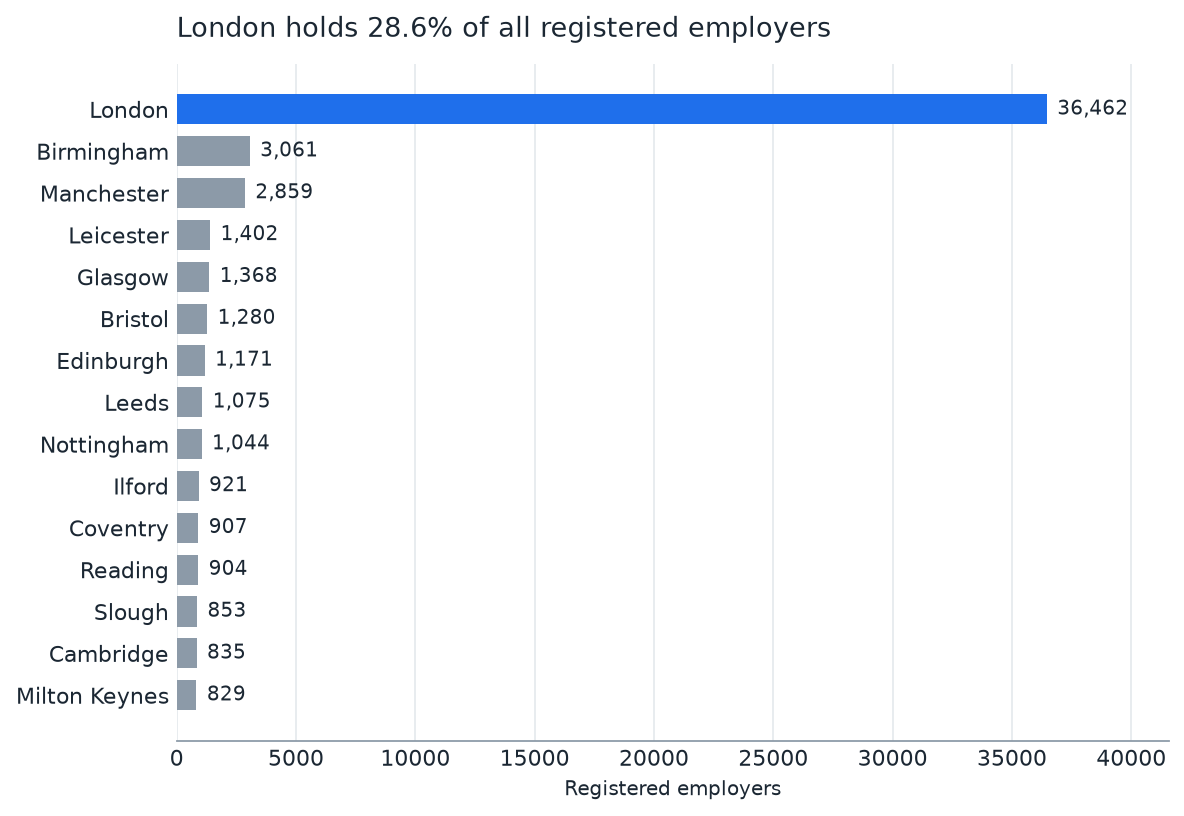 London holds 28.6% of all registered employers
London 36,462
Birmingham 3,061
Manchester 2,859
Leicester 1,402
Glasgow 1,368
Bristol 1,280
Edinburgh 1,171
Leeds 1,075
Nottingham 1,044
Ilford 921
Coventry 907
Reading 904
Slough 853
Cambridge 835
Milton Keynes 829
0 5000 10000 15000 20000 25000 30000 35000 40000
Registered employers